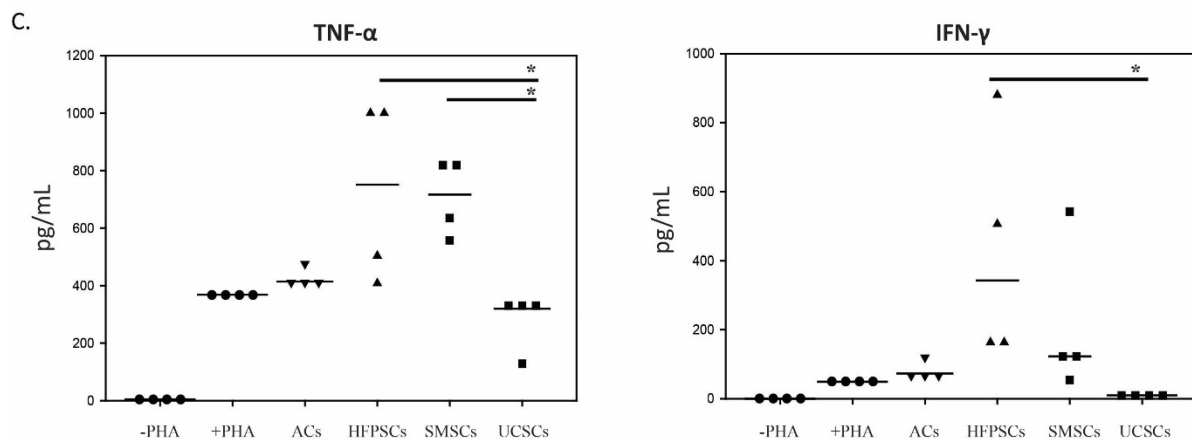 C.
TNF-α
1200
1000
800
600
400
200
0
pg/mL
*
*
-PHA +PHA ACs HFPSCs SMSCs UCSCs
IFN-γ
1000
800
600
400
200
0
pg/mL
*
-PHA +PHA ACs HFPSCs SMSCs UCSCs